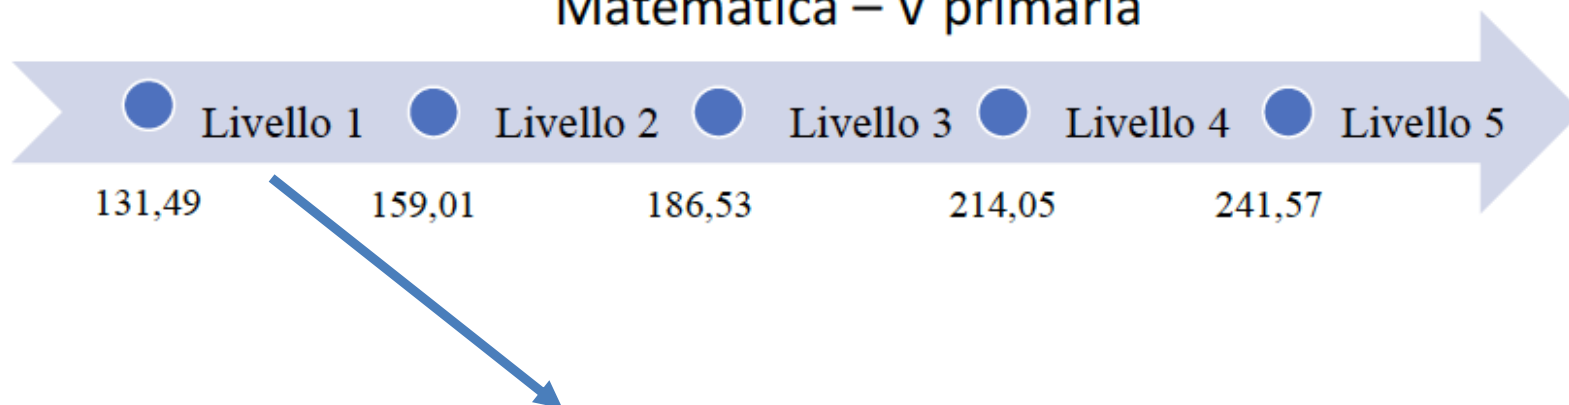 Matematica – V primaria
Livello 1 Livello 2 Livello 3 Livello 4 Livello 5
131,49 159,01 186,53 214,05 241,57